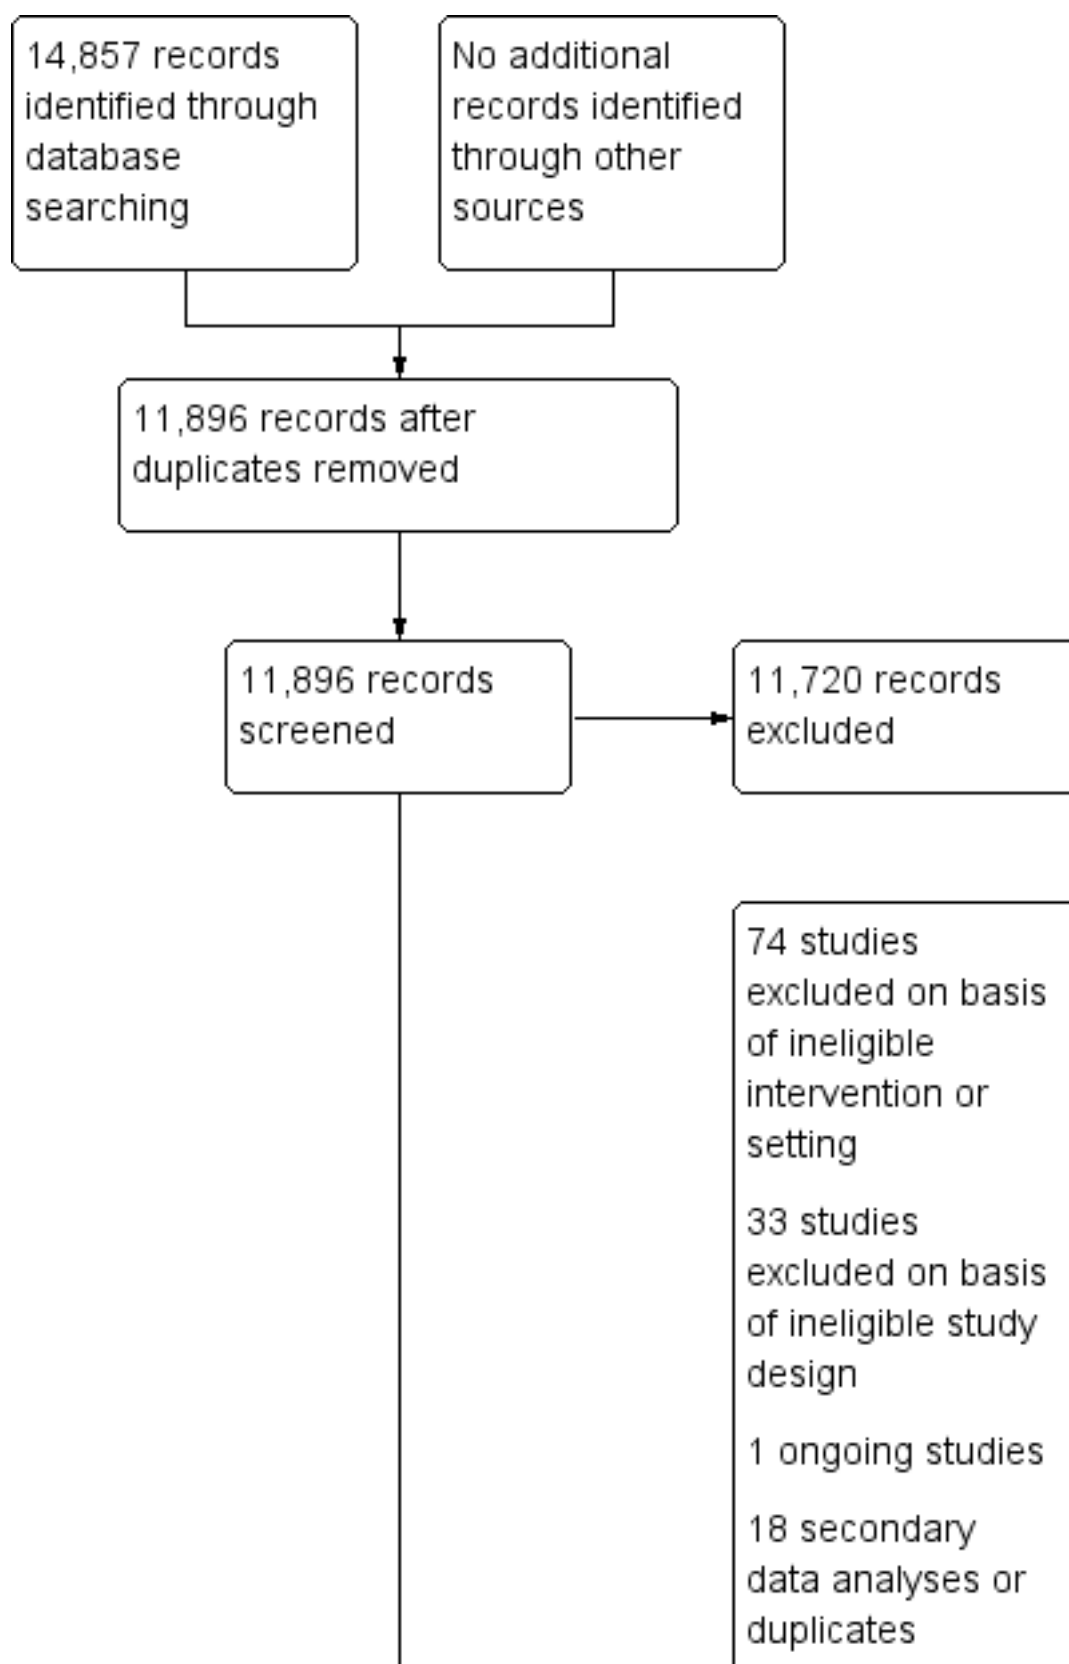 14,857 records
identified through
database
searching
No additional
records identified
through other
sources
11,896 records after
duplicates removed
11,896 records
screened
11,720 records
excluded
74 studies
excluded on basis
of ineligible
intervention or
setting
33 studies
excluded on basis
of ineligible study
design
1 ongoing studies
18 secondary
data analyses or
duplicates